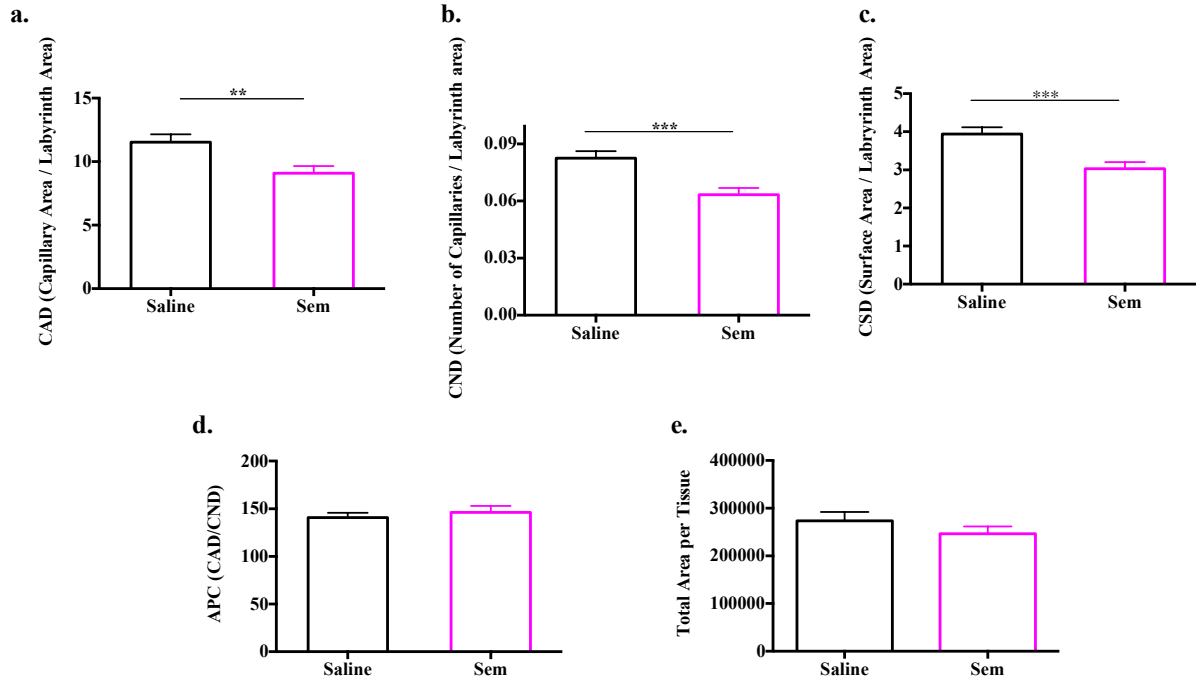 a.
CAD (Capillary Area / Labyrinth Area)
15
10
5
0
**
Saline
Sem
b.
CND (Number of Capillaries / Labyrinth area)
0.09
0.06
0.03
0.00
***
Saline
Sem
c.
CSD (Surface Area / Labryrinth Area)
5
4
3
2
1
0
***
Saline
Sem
d.
APC (CAD/CND)
200
150
100
50
0
Saline
Sem
e.
Total Area per Tissue
400000
300000
200000
100000
0
Saline
Sem